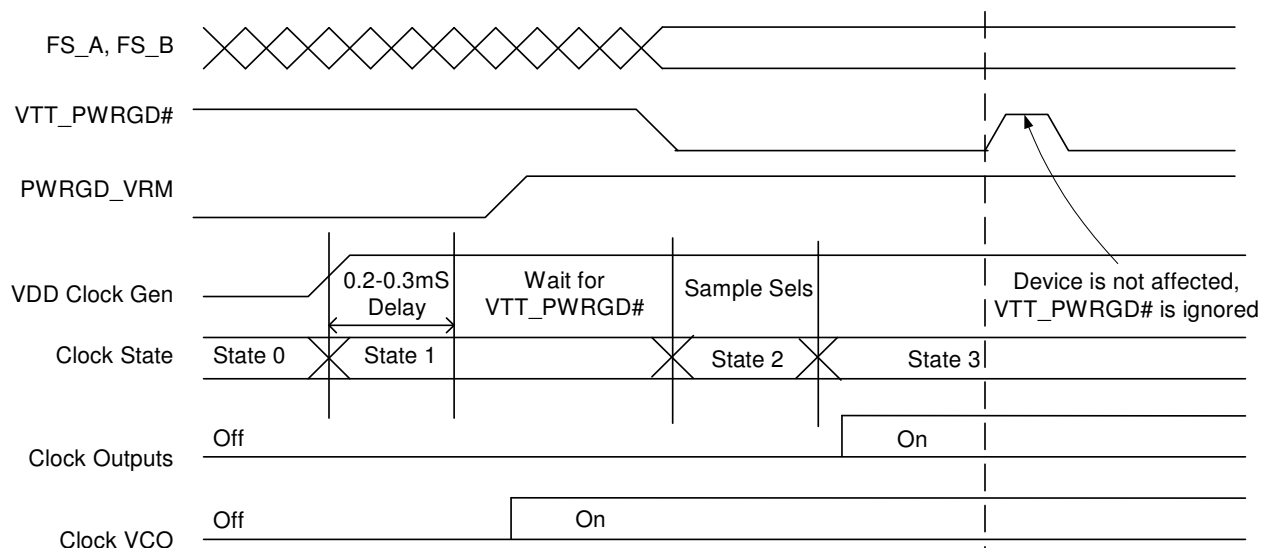 FS_A, FS_B
VTT_PWRGD#
PWRGD_VRM
VDD Clock Gen
0.2-0.3mS
Delay
Wait for
VTT_PWRGD#
Sample Sels
Device is not affected,
VTT_PWRGD# is ignored
Clock State
State 0
State 1
State 2
State 3
Clock Outputs
Off
On
Clock VCO
Off
On